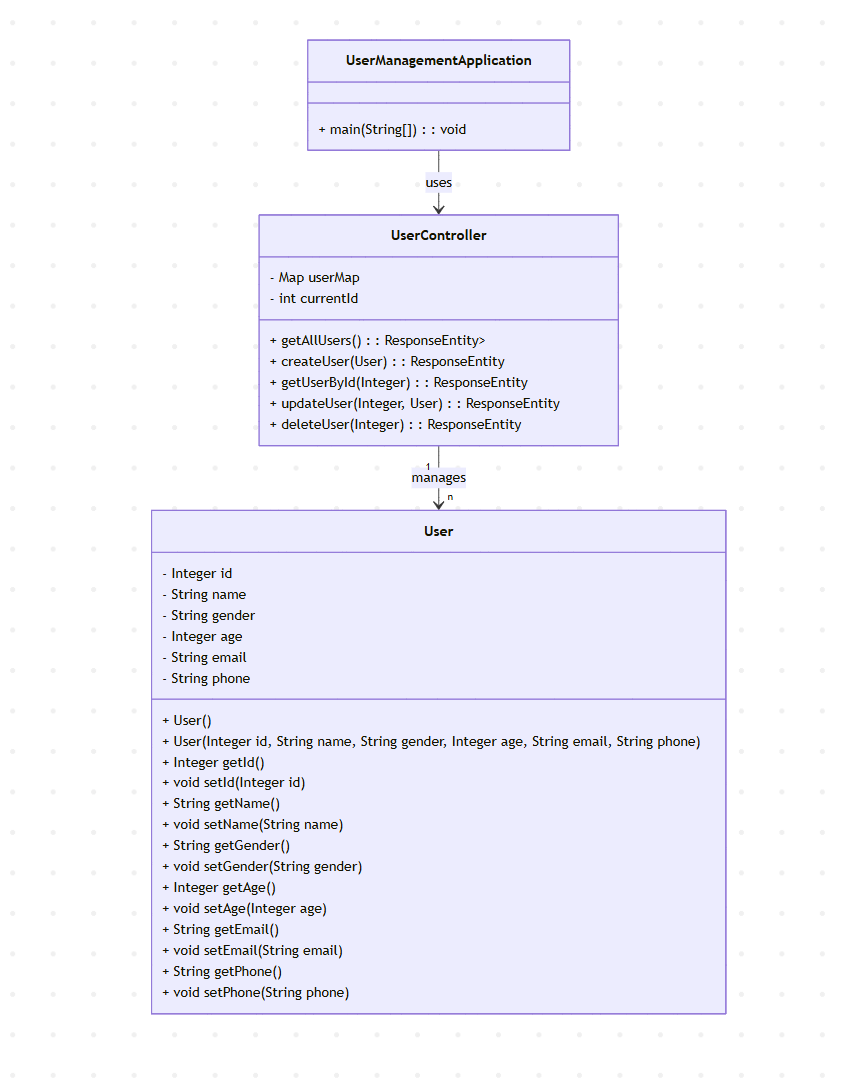 UserManagementApplication
+ main(String[]) : : void
uses
UserController
- Map userMap
- int currentId
+ getAllUsers() : : ResponseEntity>
+ createUser(User) : : ResponseEntity
+ getUserById(Integer) : : ResponseEntity
+ updateUser(Integer, User) : : ResponseEntity
+ deleteUser(Integer) : : ResponseEntity
1
manages
n
User
- Integer id
- String name
- String gender
- Integer age
- String email
- String phone
+ User()
+ User(Integer id, String name, String gender, Integer age, String email, String phone)
+ Integer getId()
+ void setId(Integer id)
+ String getName()
+ void setName(String name)
+ String getGender()
+ void setGender(String gender)
+ Integer getAge()
+ void setAge(Integer age)
+ String getEmail()
+ void setEmail(String email)
+ String getPhone()
+ void setPhone(String phone)